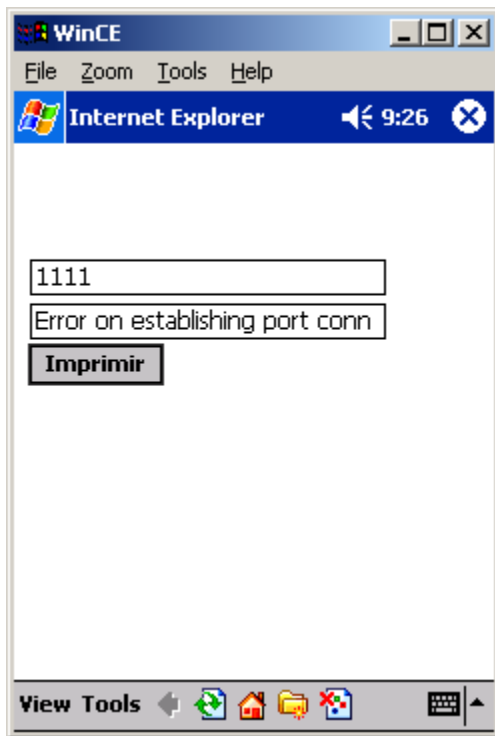 WinCE
File Zoom Tools Help
Internet Explorer 9:26
1111
Error on establishing port conn
Imprimir
View Tools